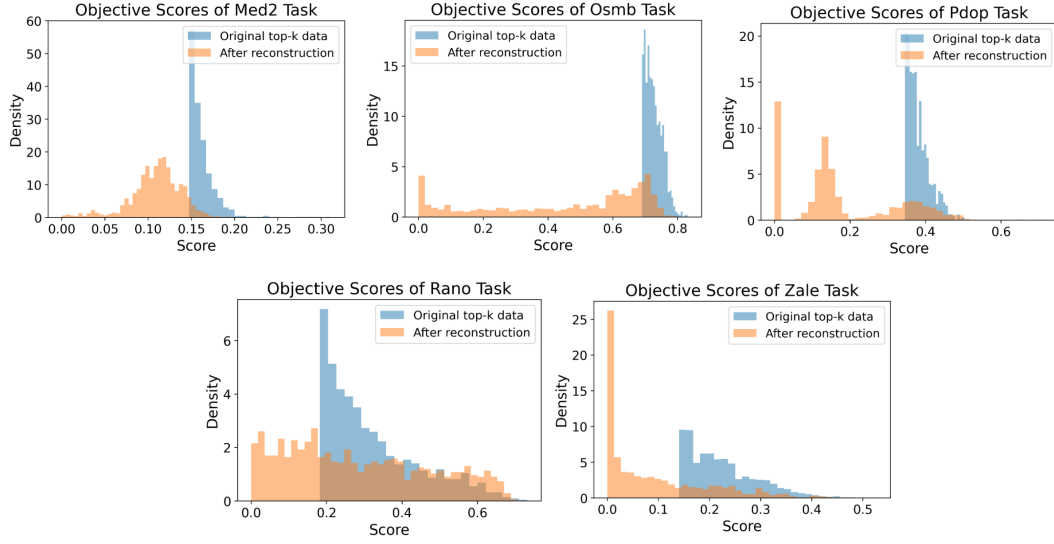 Objective Scores of Med2 Task
60
50
40
30
20
10
0
Density
Original top-k data
After reconstruction
0.00 0.05 0.10 0.15 0.20 0.25 0.30
Score
Objective Scores of Osmb Task
15
10
5
0
Density
Original top-k data
After reconstruction
0.0 0.2 0.4 0.6 0.8
Score
Objective Scores of Pdop Task
20
15
10
5
0
Density
Original top-k data
After reconstruction
0.0 0.2 0.4 0.6
Score
Objective Scores of Rano Task
6
4
2
0
Density
Original top-k data
After reconstruction
0.0 0.2 0.4 0.6
Score
Objective Scores of Zale Task
25
20
15
10
5
0
Density
Original top-k data
After reconstruction
0.0 0.1 0.2 0.3 0.4 0.5
Score